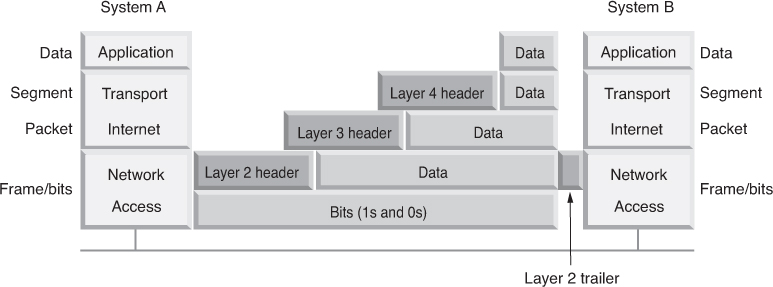 System A
System B
Data
Application
Data
Application
Data
Segment
Transport
Layer 4 header
Data
Transport
Segment
Packet
Internet
Layer 3 header
Data
Internet
Packet
Frame/bits
Network
Access
Layer 2 header
Data
Network
Access
Frame/bits
Bits (1s and 0s)
Layer 2 trailer